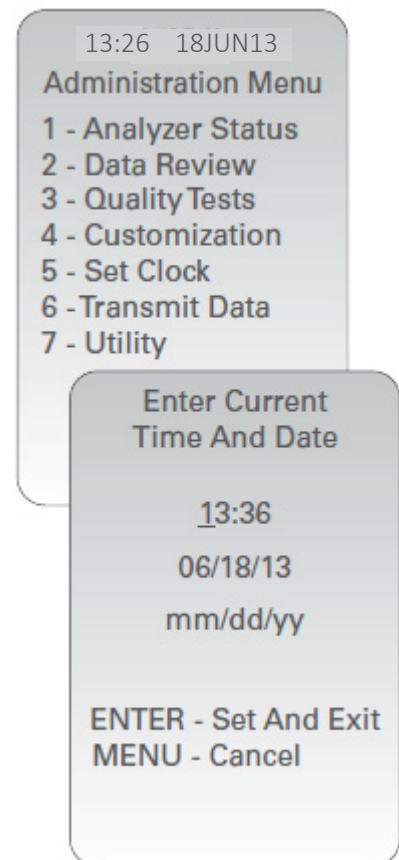 13:26 18JUN13
Administration Menu
1 - Analyzer Status
2 - Data Review
3 - Quality Tests
4 - Customization
5 - Set Clock
6 - Transmit Data
7 - Utility
Enter Current
Time And Date
13:36
06/18/13
mm/dd/yy
ENTER - Set And Exit
MENU - Cancel